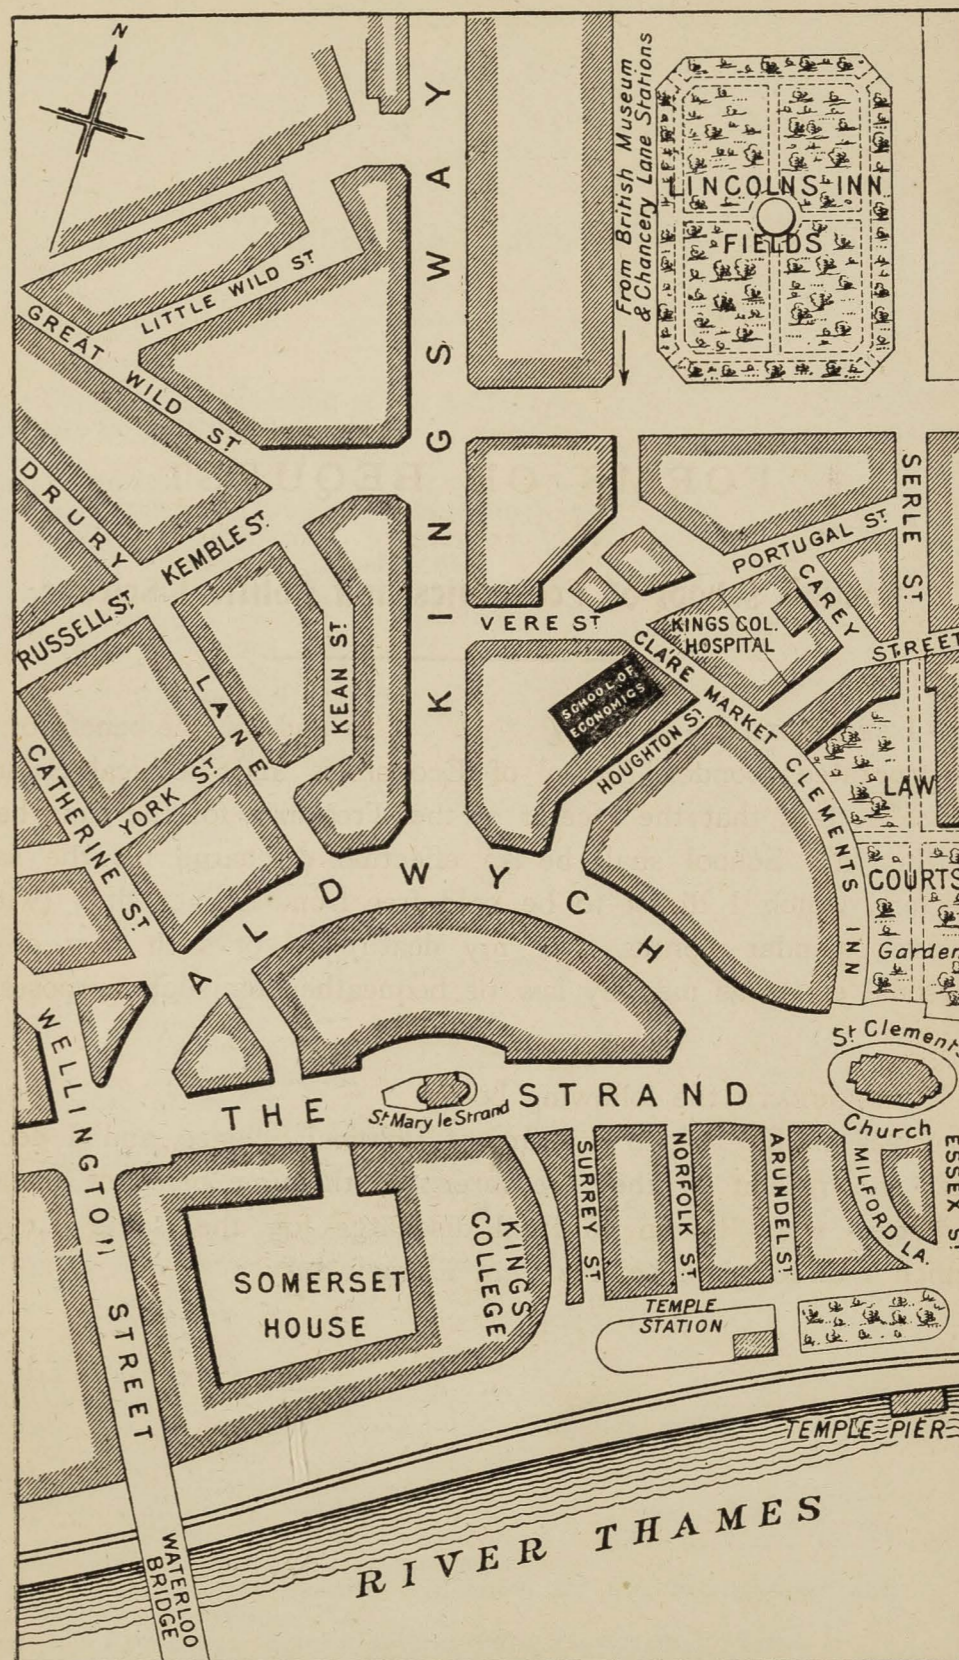 N
KINGSWAY
From British Museum
& Chancery Lane Stations
LINCOLNS INN
FIELDS
LITTLE WILD ST
GREAT WILD ST
DRURY LANE
KEMBLE ST
RUSSELL ST
SERLE ST
PORTUGAL ST
CAREY STREET
VERE ST
KINGS COL.
HOSPITAL
CLARE MARKET
SCHOOL OF
ECONOMICS
HOUGHTON ST
KEAN ST
CATHERINE ST
YORK ST
CLEMENTS INN
LAW
COURTS
Garden
ALDWYCH
WELLINGTON STREET
THE STRAND
St Mary le Strand
St Clements
Church
SURREY ST
NORFOLK ST
ARUNDEL ST
MILFORD LA.
ESSEX ST
SOMERSET
HOUSE
KINGS
COLLEGE
TEMPLE
STATION
TEMPLE PIER
RIVER THAMES
WATERLOO
BRIDGE